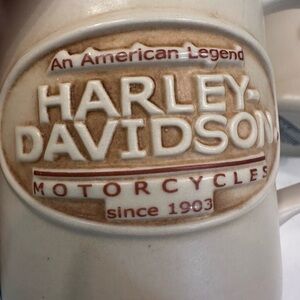 An American Legend
HARLEY-
DAVIDSON
MOTORCYCLES
since 1903